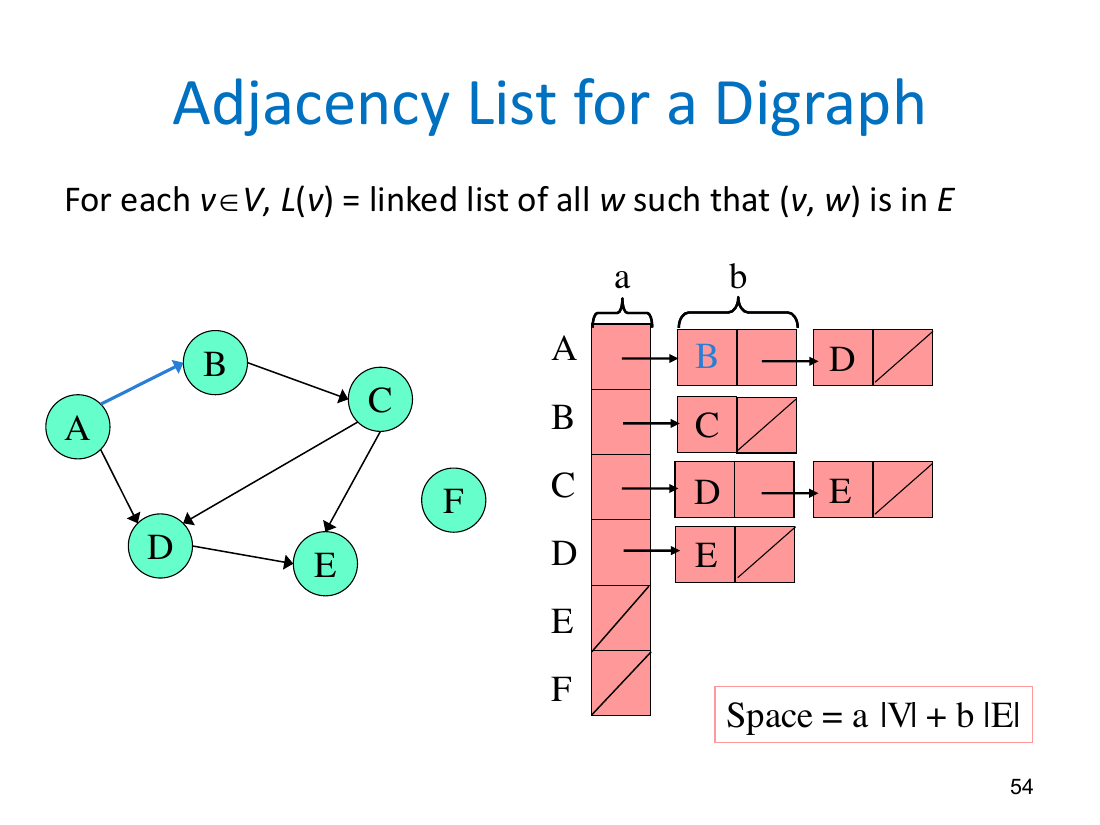 Adjacency List for a Digraph
For each v∈V, L(v) = linked list of all w such that (v, w) is in E
a b
B
C
A
F
D
E
A B D
B C
C D E
D E
E
F
Space = a |V| + b |E|
54